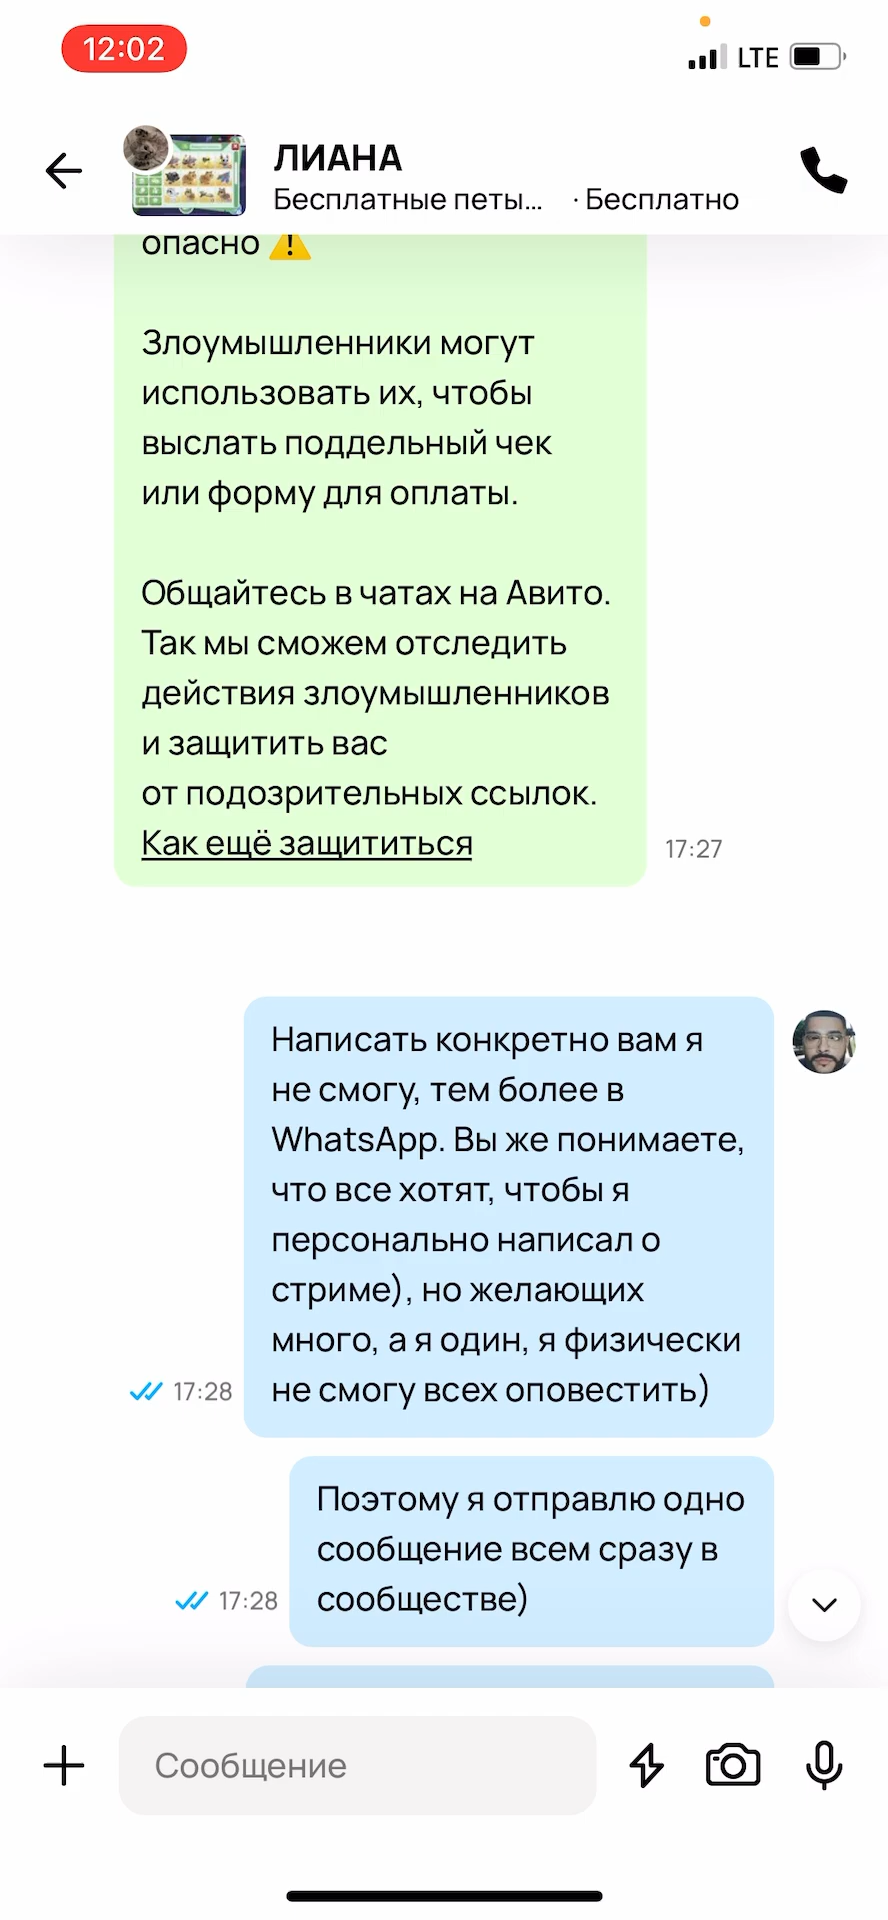 12:02
LTE
ЛИАНА
Бесплатные петы... · Бесплатно
опасно ⚠️
Злоумышленники могут
использовать их, чтобы
выслать поддельный чек
или форму для оплаты.
Общайтесь в чатах на Авито.
Так мы сможем отследить
действия злоумышленников
и защитить вас
от подозрительных ссылок.
Как ещё защититься
17:27
Написать конкретно вам я
не смогу, тем более в
WhatsApp. Вы же понимаете,
что все хотят, чтобы я
персонально написал о
стриме), но желающих
много, а я один, я физически
не смогу всех оповестить)
17:28
Поэтому я отправлю одно
сообщение всем сразу в
сообществе)
17:28
Сообщение